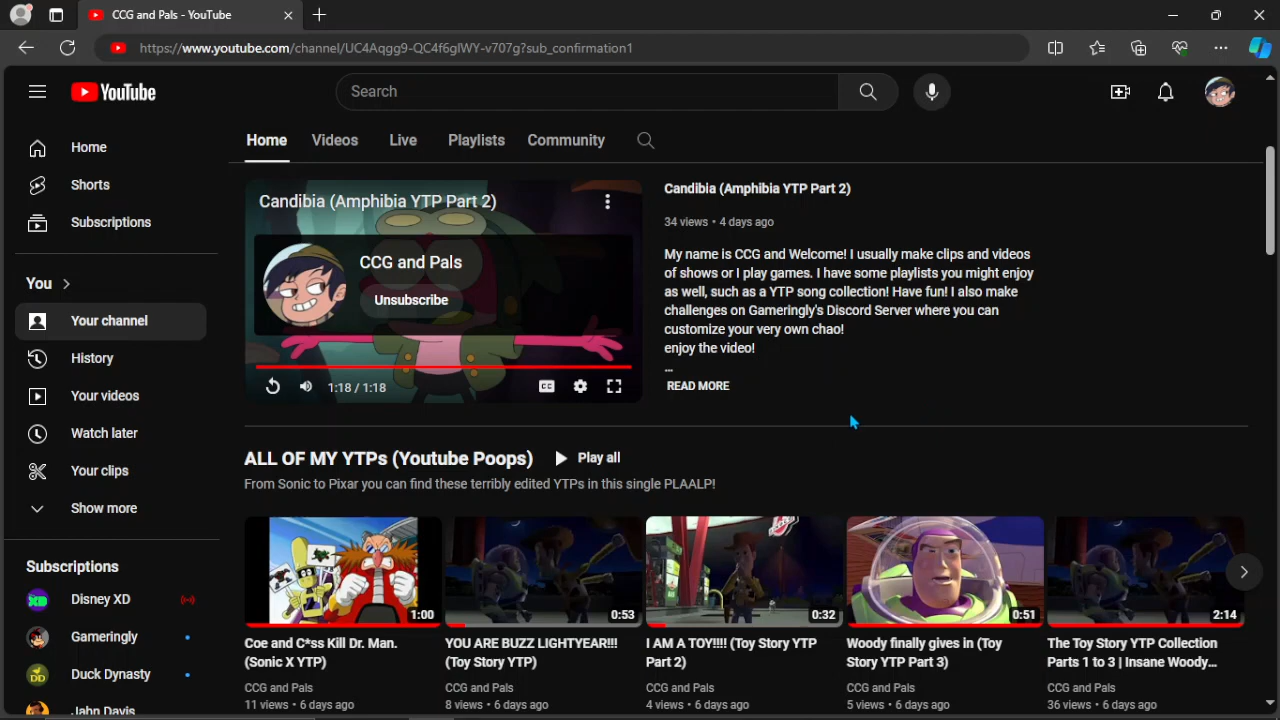 CCG and Pals - YouTube
https://www.youtube.com/channel/UC4Aqgg9-QC4f6glWY-v707g?sub_confirmation1
YouTube
Search
Home
Shorts
Subscriptions
You
Your channel
History
Your videos
Watch later
Your clips
Show more
Subscriptions
Disney XD
Gameringly
Duck Dynasty
Jahn Davis
Home
Videos
Live
Playlists
Community
Candibia (Amphibia YTP Part 2)
CCG and Pals
Unsubscribe
1:18 / 1:18
CC
Candibia (Amphibia YTP Part 2)
34 views • 4 days ago
My name is CCG and Welcome! I usually make clips and videos
of shows or I play games. I have some playlists you might enjoy
as well, such as a YTP song collection! Have fun! I also make
challenges on Gameringly's Discord Server where you can
customize your very own chao!
enjoy the video!
...
READ MORE
ALL OF MY YTPs (Youtube Poops)
Play all
From Sonic to Pixar you can find these terribly edited YTPs in this single PLAALP!
1:00
Coe and C*ss Kill Dr. Man.
(Sonic X YTP)
CCG and Pals
11 views • 6 days ago
0:53
YOU ARE BUZZ LIGHTYEAR!!!
(Toy Story YTP)
CCG and Pals
8 views • 6 days ago
0:32
I AM A TOY!!!! (Toy Story YTP
Part 2)
CCG and Pals
4 views • 6 days ago
0:51
Woody finally gives in (Toy
Story YTP Part 3)
CCG and Pals
5 views • 6 days ago
2:14
The Toy Story YTP Collection
Parts 1 to 3 | Insane Woody...
CCG and Pals
36 views • 6 days ago